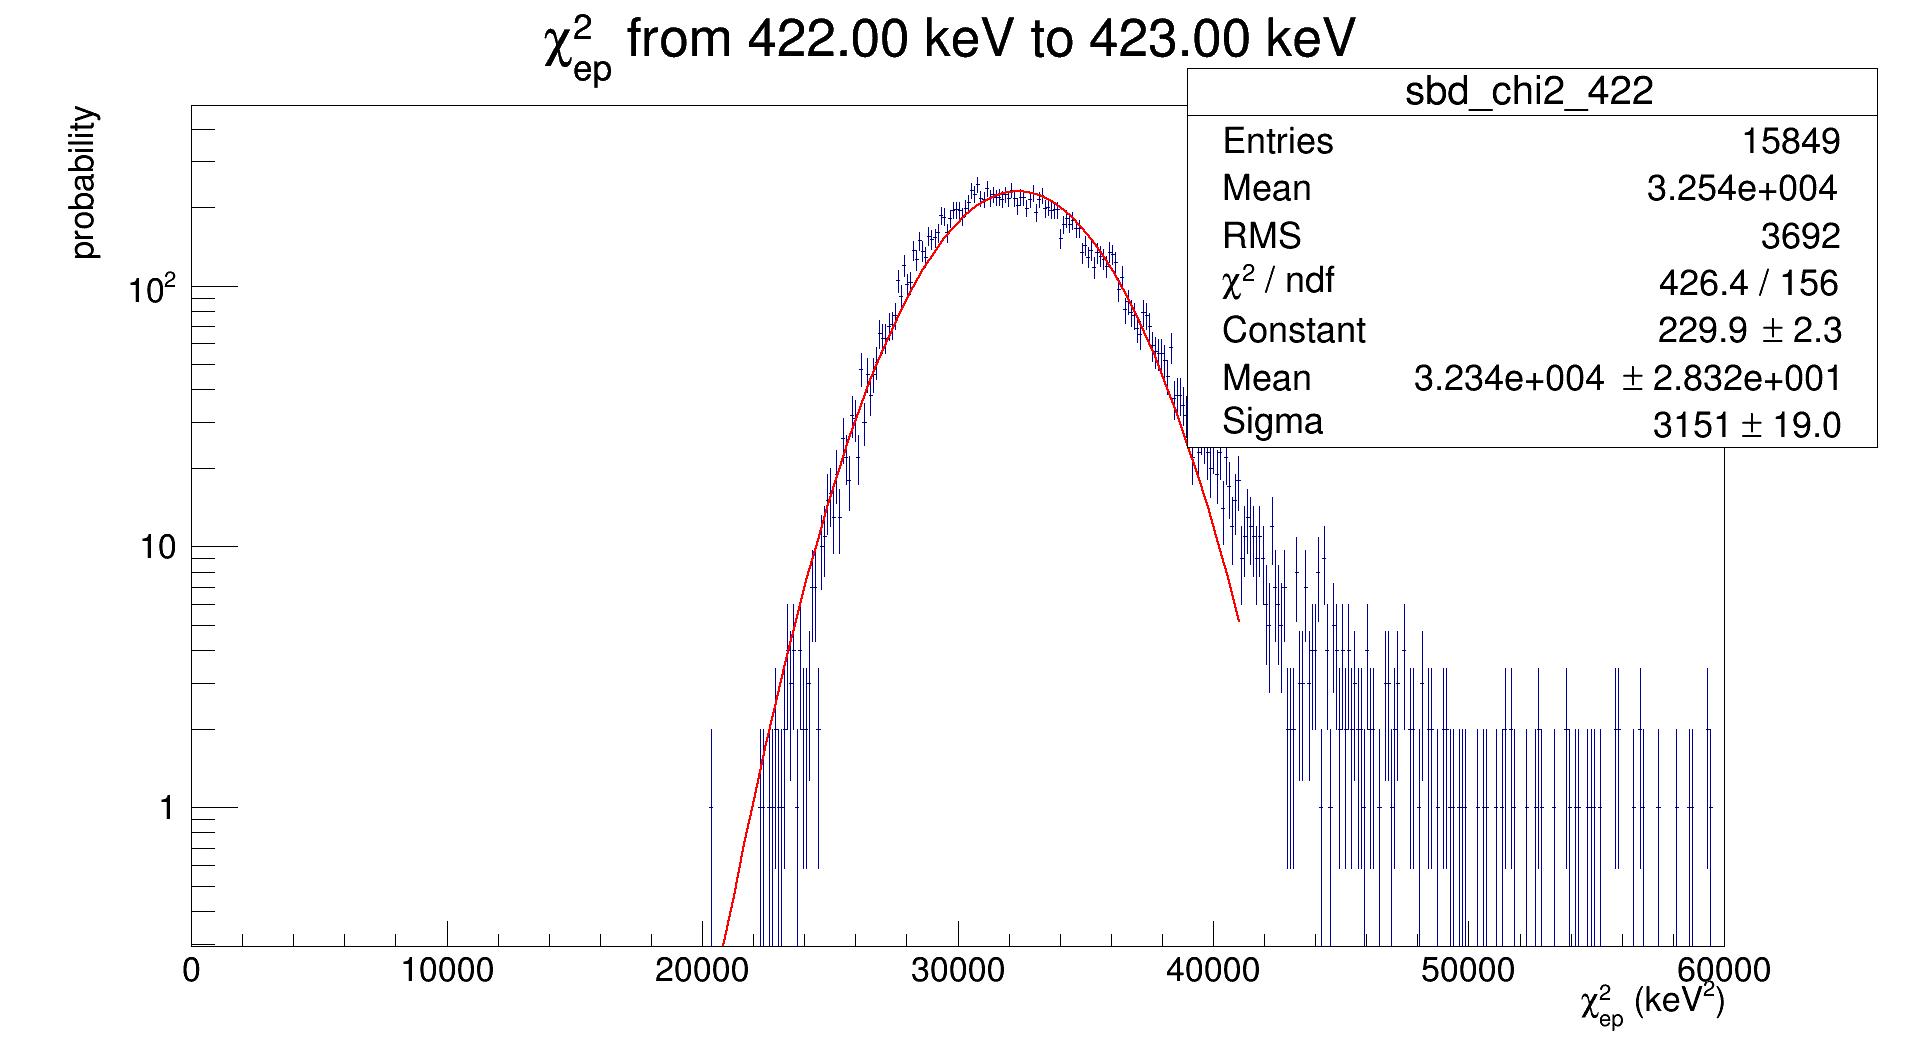 χ²ep from 422.00 keV to 423.00 keV
probability
sbd_chi2_422
Entries 15849
Mean 3.254e+004
RMS 3692
χ² / ndf 426.4 / 156
Constant 229.9 ± 2.3
Mean 3.234e+004 ± 2.832e+001
Sigma 3151 ± 19.0
10²
10
1
0 10000 20000 30000 40000 50000 60000
χ²ep (keV²)